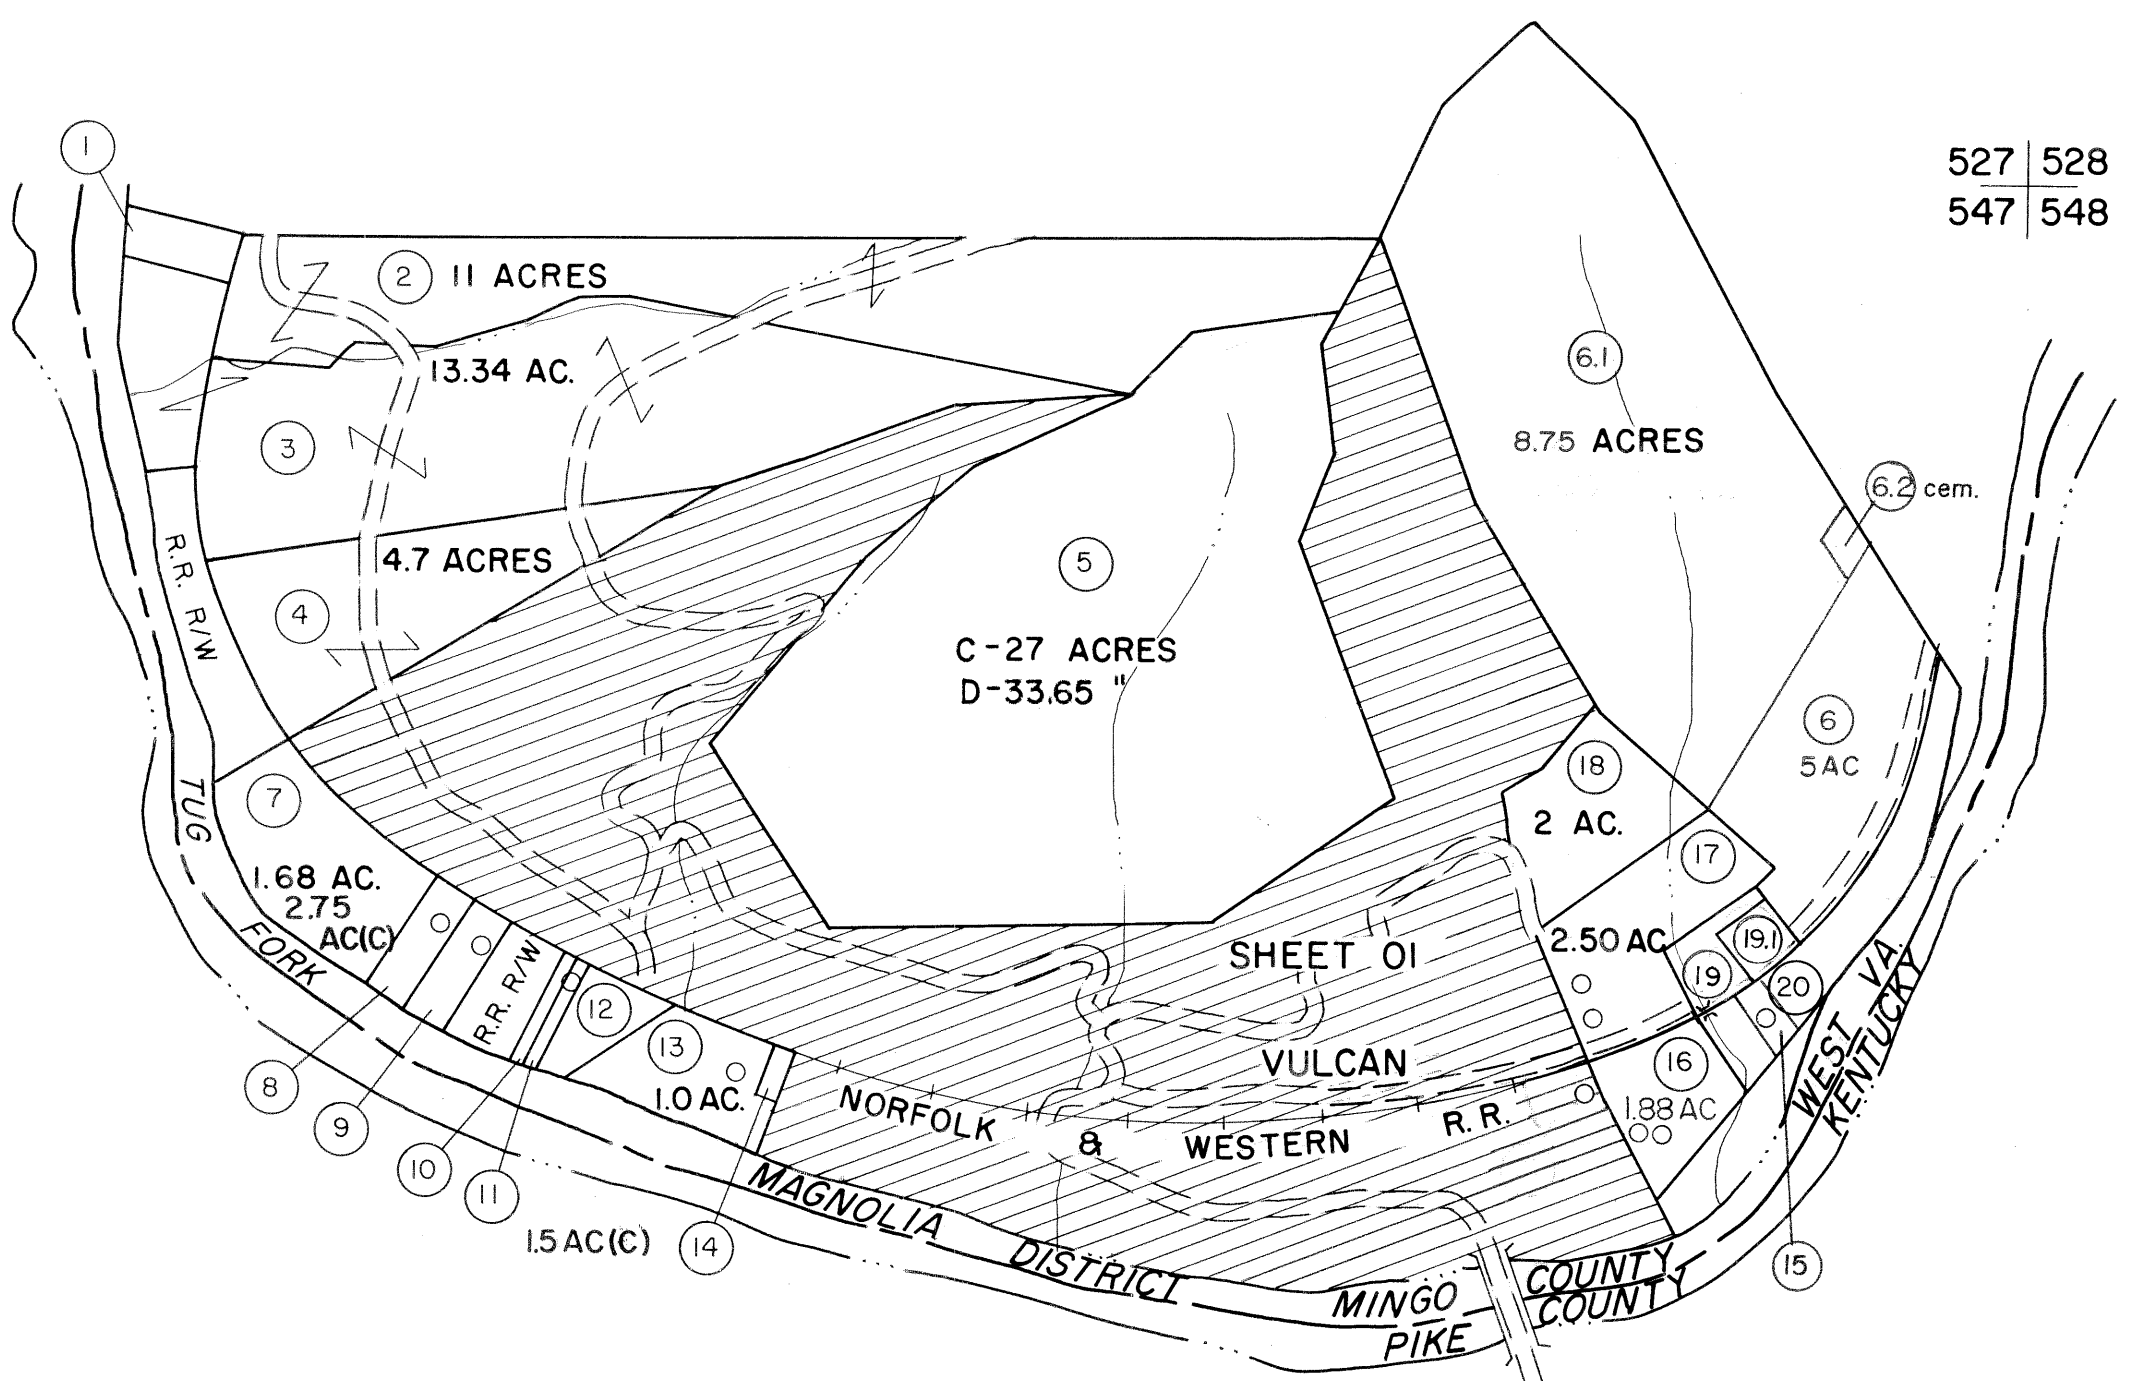 1
527 528
547 548
2 11 ACRES
13.34 AC.
3
6.1
8.75 ACRES
6.2 cem.
R.R. R/W
4.7 ACRES
4
5
C-27 ACRES
D-33.65 "
6
5 AC
18
2 AC.
7
1.68 AC.
2.75
AC(C)
17
2.50 AC
19.1
19
20
TUG
FORK
R.R. R/W
SHEET 01
12
13
1.0 AC.
VULCAN
16
1.88 AC
WEST VA.
KENTUCKY
8
9
10
11
1.5 AC(C)
14
NORFOLK & WESTERN R.R.
15
MAGNOLIA DISTRICT
MINGO COUNTY
PIKE COUNTY